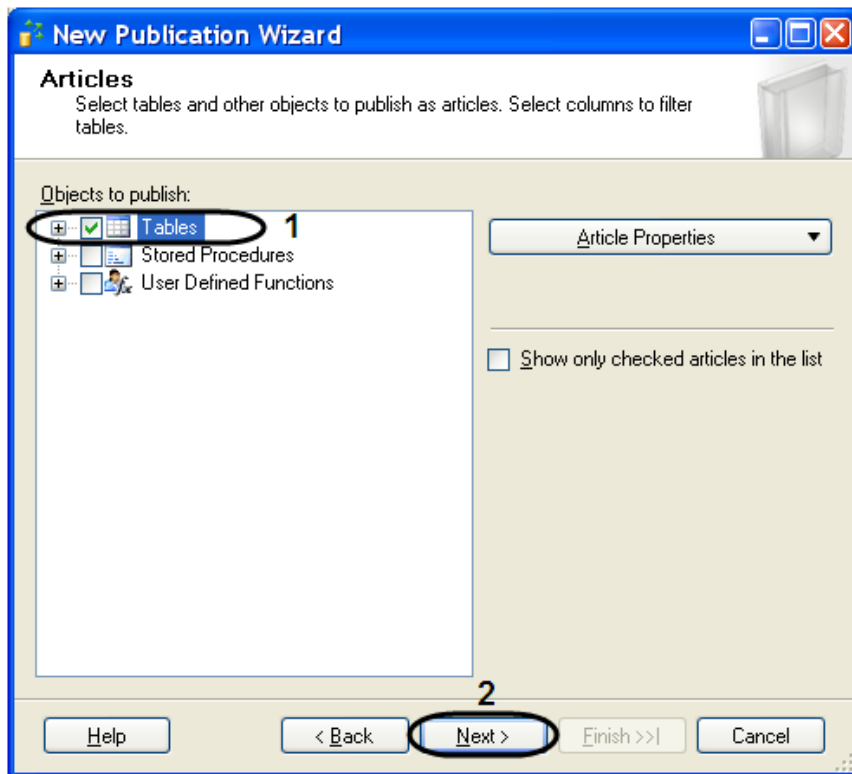 New Publication Wizard
Articles
Select tables and other objects to publish as articles. Select columns to filter
tables.
Objects to publish:
Tables 1
Stored Procedures
User Defined Functions
Article Properties
Show only checked articles in the list
2
Help
< Back
Next >
Finish >>|
Cancel